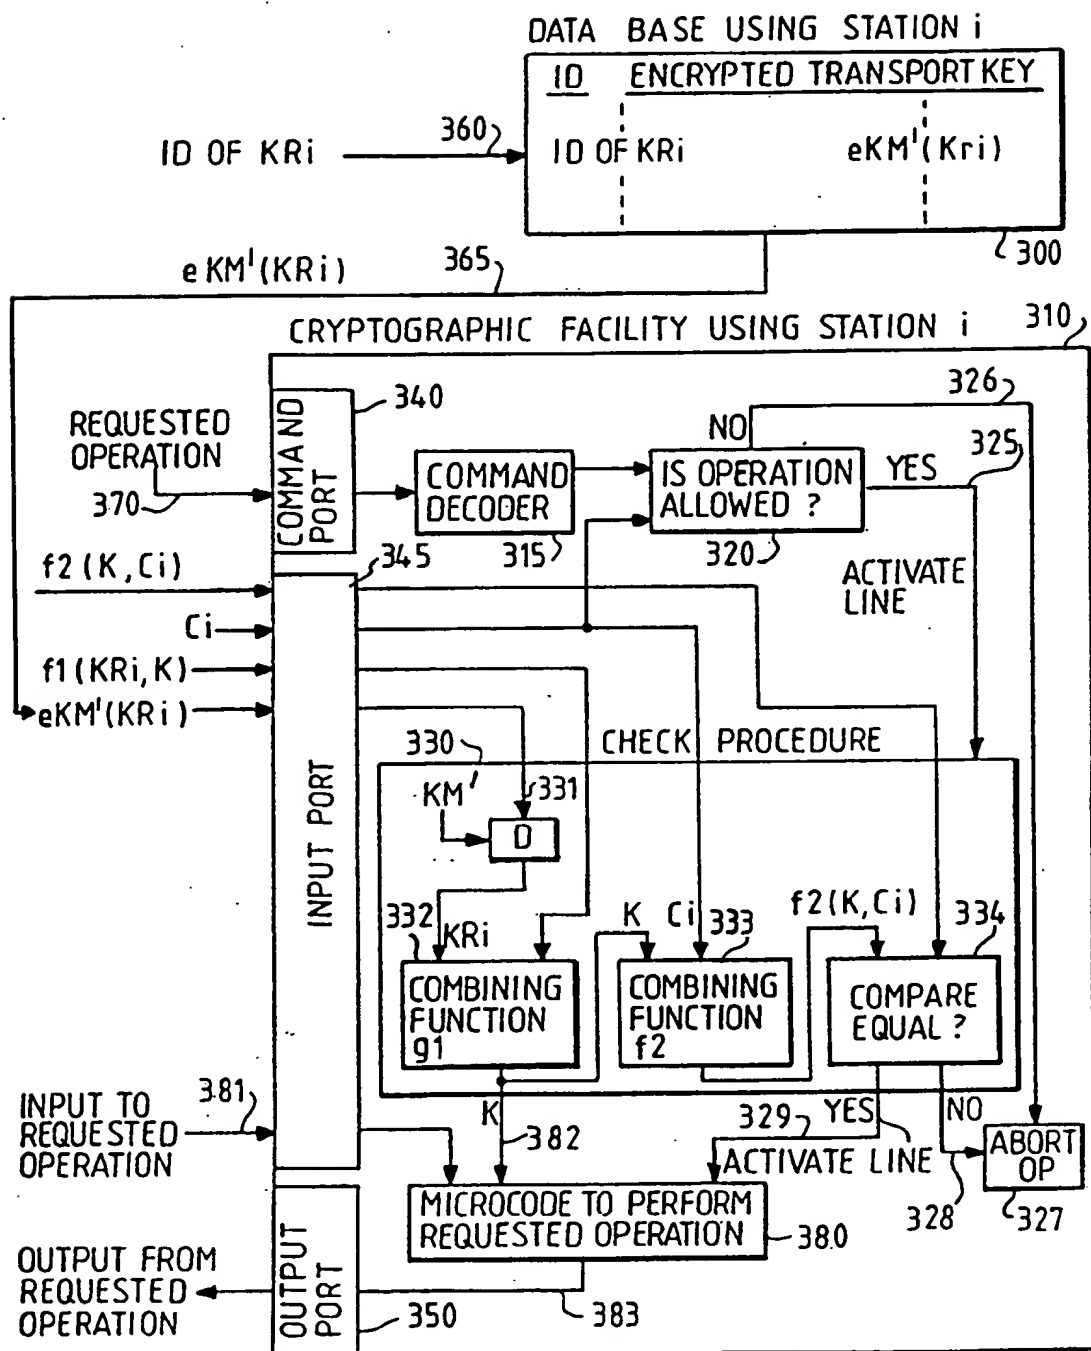 DATA BASE USING STATION i
ID ENCRYPTED TRANSPORT KEY
ID OF KRi
360
ID OF KRi
eKM'(Kri)
300
eKM'(KRi)
365
CRYPTOGRAPHIC FACILITY USING STATION i
310
REQUESTED
OPERATION
370
COMMAND
PORT
340
COMMAND
DECODER
315
NO
326
IS OPERATION
ALLOWED ?
320
YES
325
ACTIVATE
LINE
f2(K,Ci)
Ci
f1(KRi,K)
eKM'(KRi)
345
INPUT PORT
330
CHECK PROCEDURE
KM'
331
D
332
KRi
COMBINING
FUNCTION
g1
K
Ci
333
COMBINING
FUNCTION
f2
f2(K,Ci)
334
COMPARE
EQUAL ?
INPUT TO
REQUESTED
OPERATION
381
K
382
329
YES
ACTIVATE LINE
NO
328
ABORT
OP
327
MICROCODE TO PERFORM
REQUESTED OPERATION
380
OUTPUT FROM
REQUESTED
OPERATION
OUTPUT
PORT
350
383